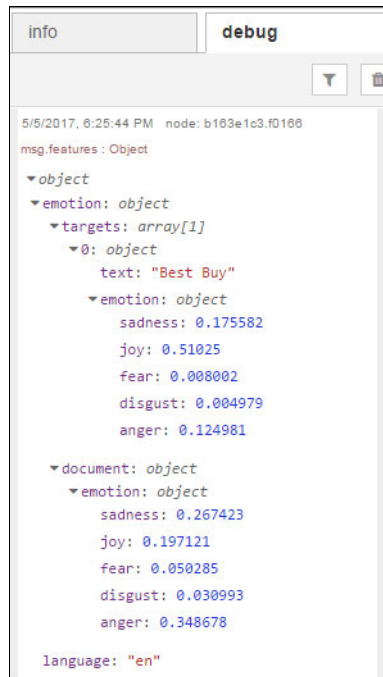 info debug
5/5/2017, 6:25:44 PM node: b163e1c3.f0166
msg.features : Object
▾object
▾emotion: object
▾targets: array[1]
▾0: object
text: "Best Buy"
▾emotion: object
sadness: 0.175582
joy: 0.51025
fear: 0.008002
disgust: 0.004979
anger: 0.124981
▾document: object
▾emotion: object
sadness: 0.267423
joy: 0.197121
fear: 0.050285
disgust: 0.030993
anger: 0.348678
language: "en"